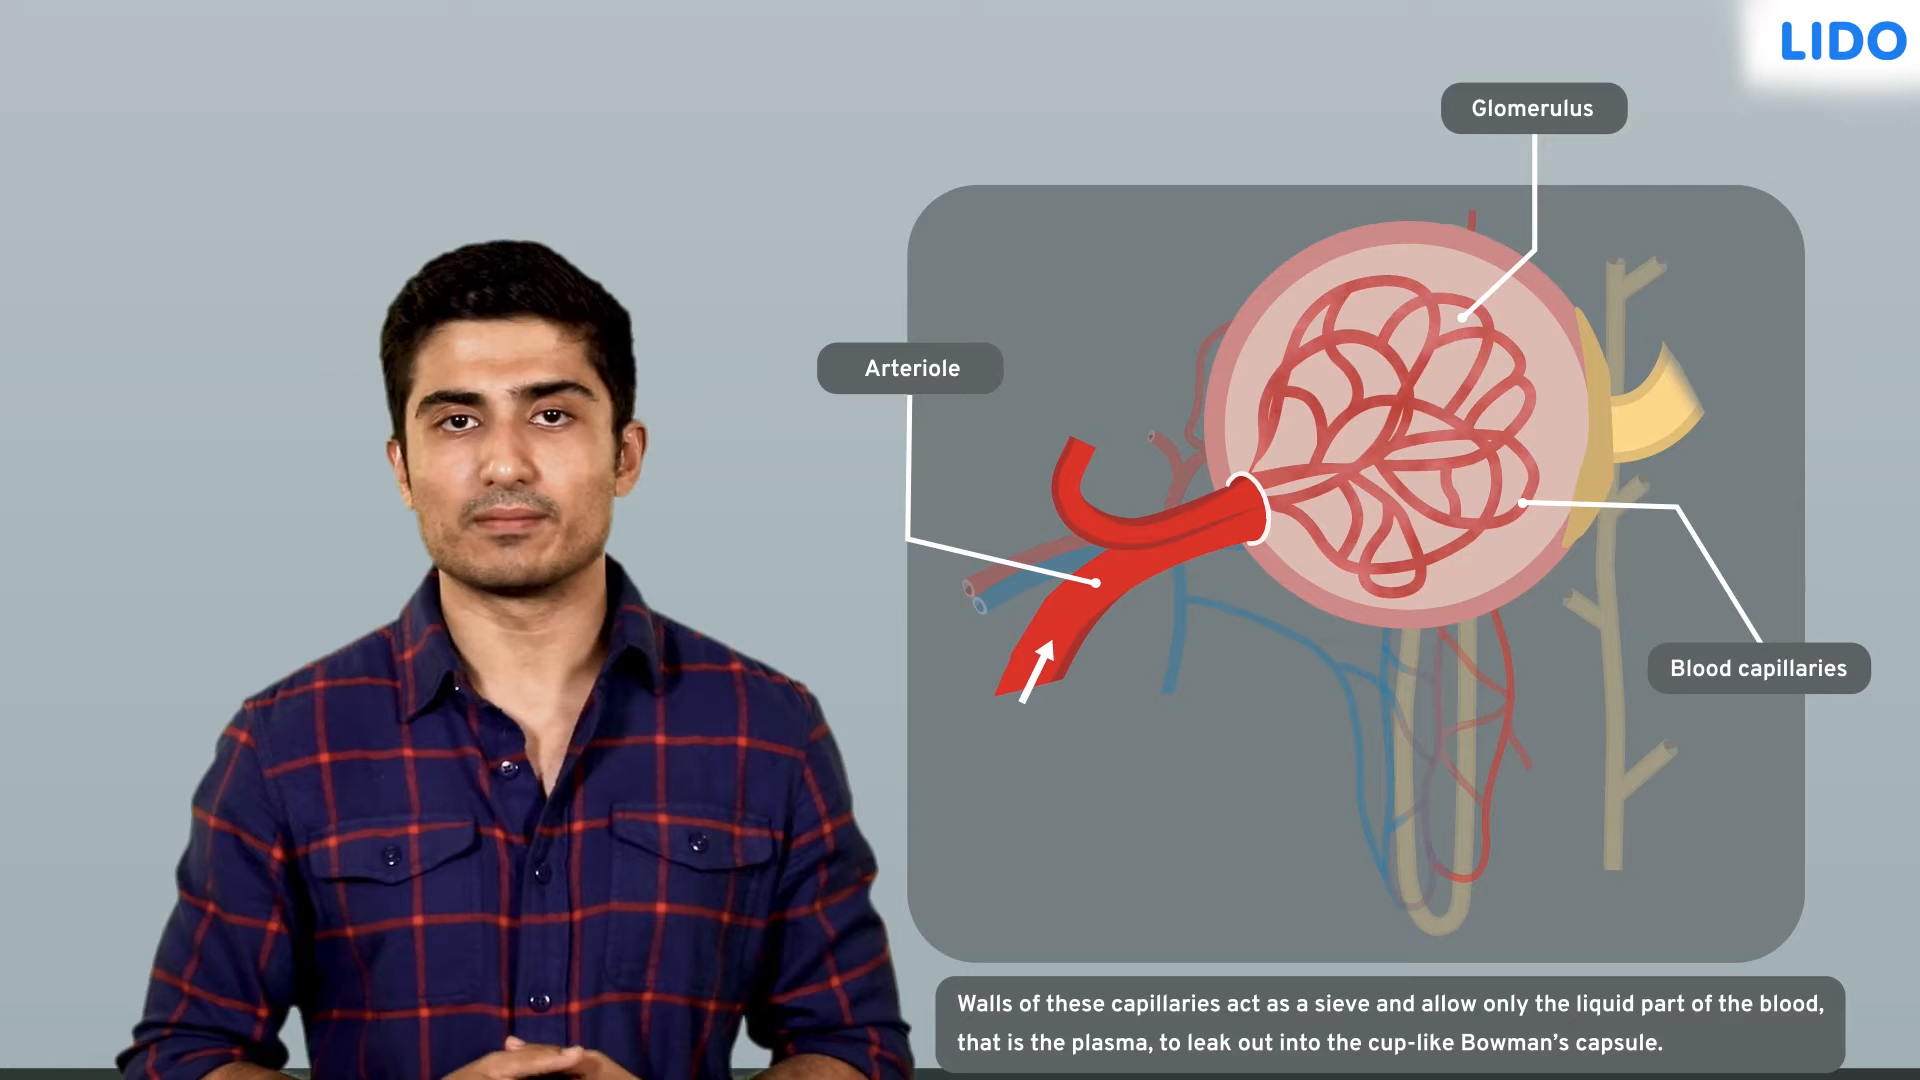 LIDO
Glomerulus
Arteriole
Blood capillaries
Walls of these capillaries act as a sieve and allow only the liquid part of the blood,
that is the plasma, to leak out into the cup-like Bowman's capsule.